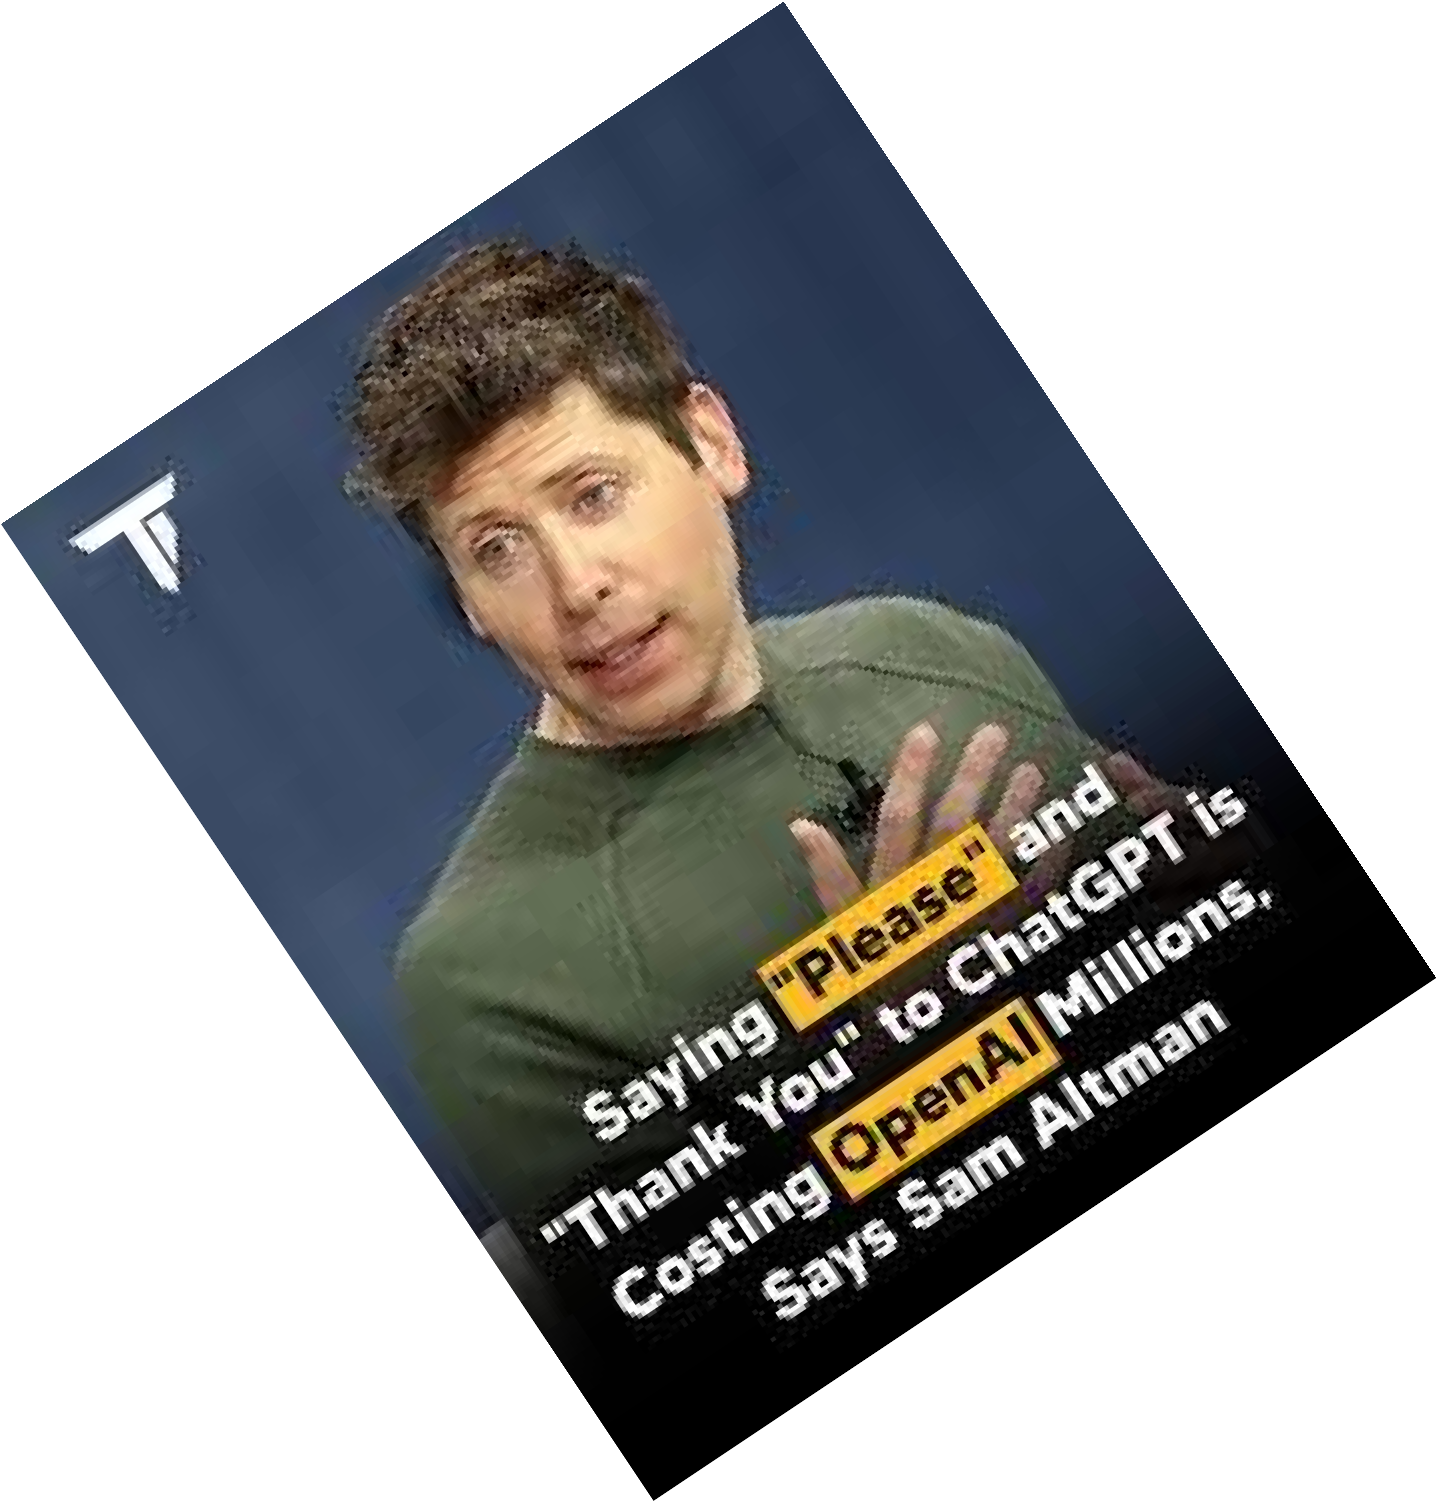 T
Saying "Please" and
"Thank You" to ChatGPT is
Costing OpenAI Millions,
Says Sam Altman